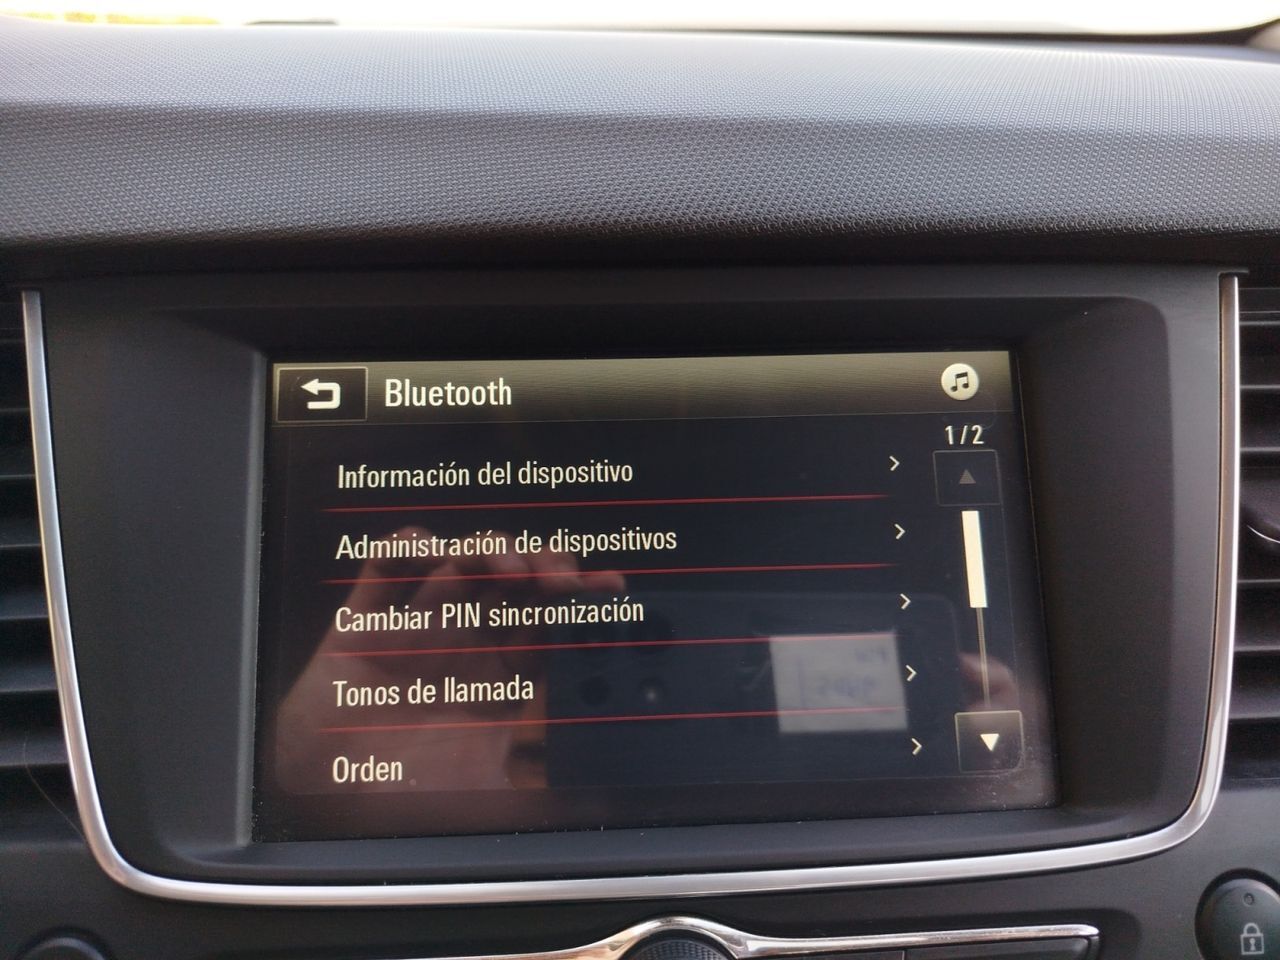 Bluetooth
1/2
Información del dispositivo
Administración de dispositivos
Cambiar PIN sincronización
Tonos de llamada
Orden